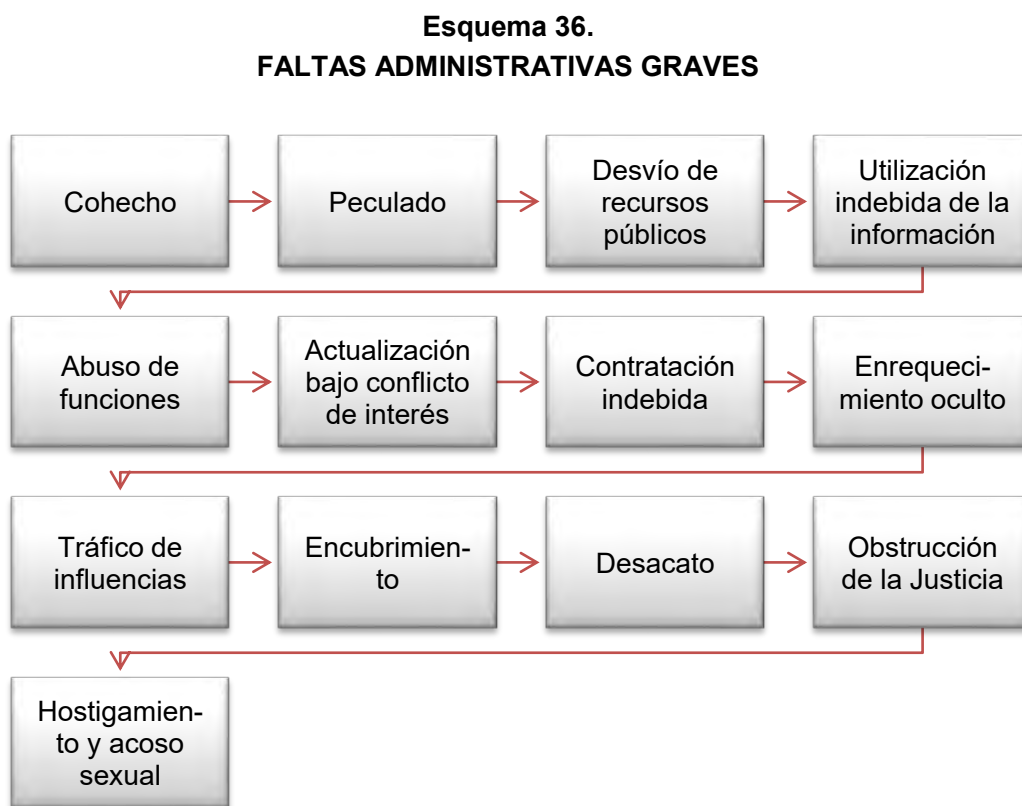 Esquema 36.
FALTAS ADMINISTRATIVAS GRAVES
Cohecho
Peculado
Desvío de
recursos
públicos
Utilización
indebida de la
información
Abuso de
funciones
Actualización
bajo conflicto
de interés
Contratación
indebida
Enrequeci-
miento oculto
Tráfico de
influencias
Encubrimien-
to
Desacato
Obstrucción
de la Justicia
Hostigamien-
to y acoso
sexual